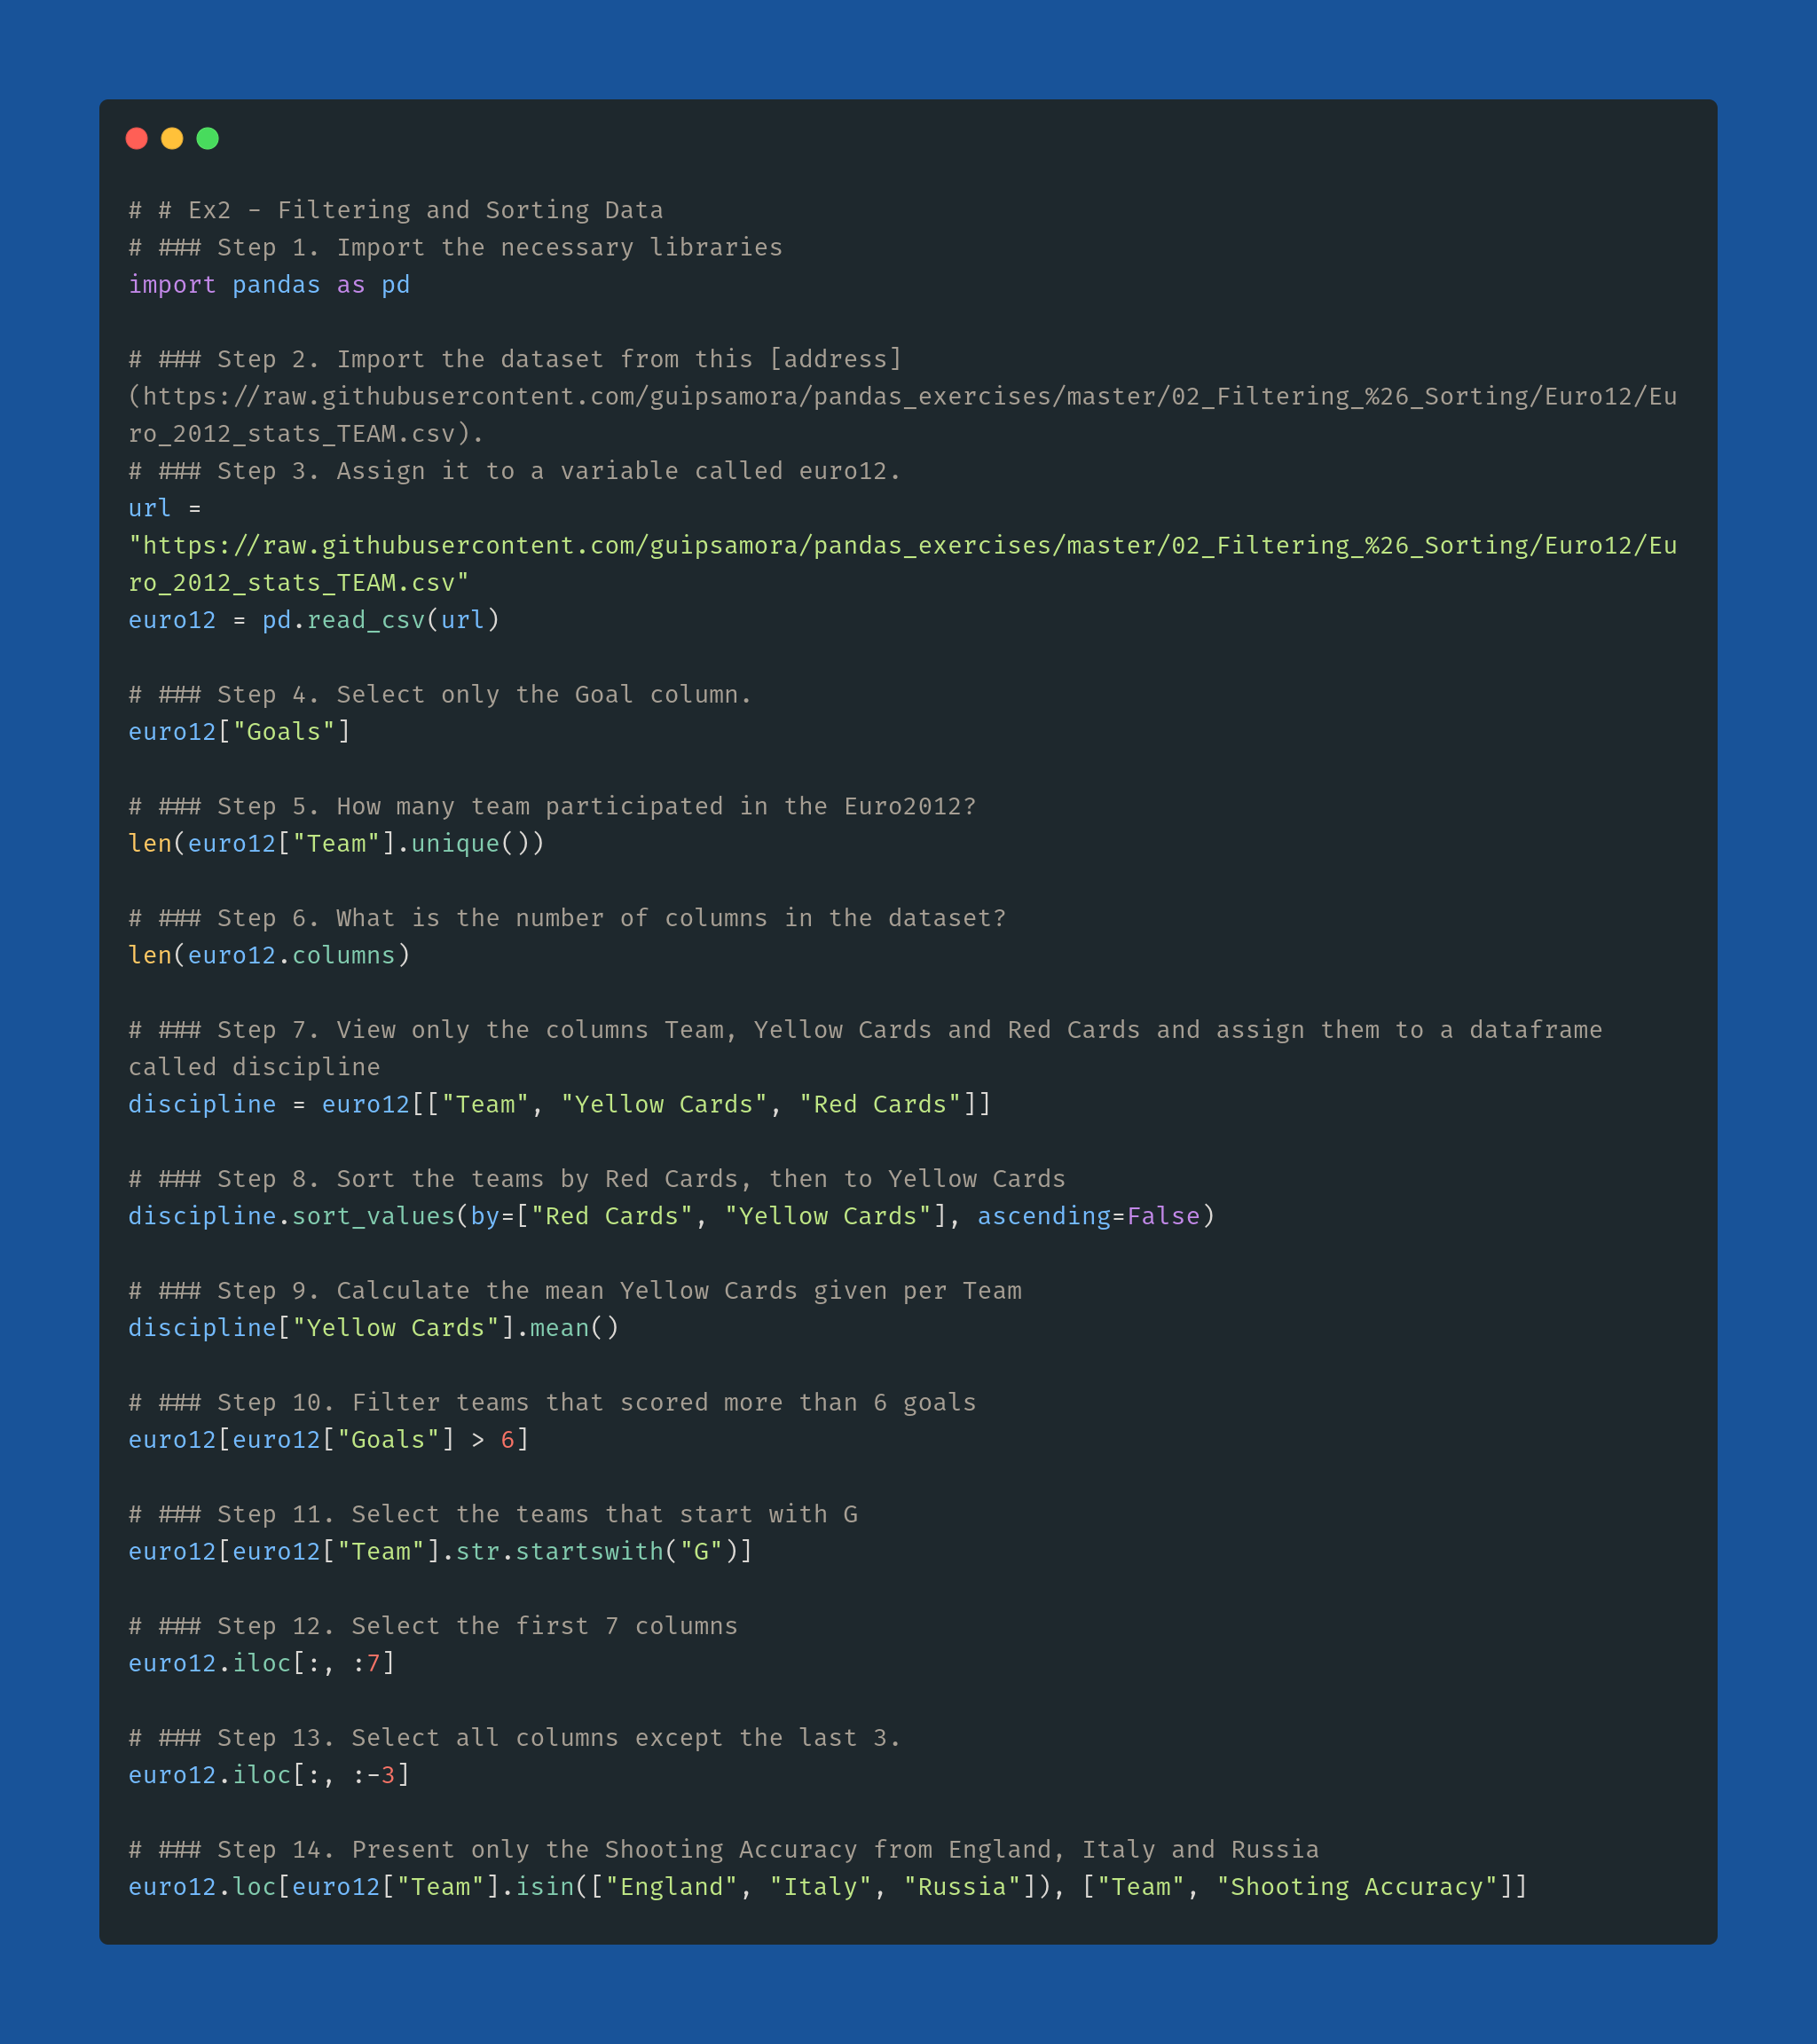 # # Ex2 - Filtering and Sorting Data
# ### Step 1. Import the necessary libraries
import pandas as pd
# ### Step 2. Import the dataset from this [address]
(https://raw.githubusercontent.com/guipsamora/pandas_exercises/master/02_Filtering_%26_Sorting/Euro12/Eu
ro_2012_stats_TEAM.csv).
# ### Step 3. Assign it to a variable called euro12.
url =
"https://raw.githubusercontent.com/guipsamora/pandas_exercises/master/02_Filtering_%26_Sorting/Euro12/Eu
ro_2012_stats_TEAM.csv"
euro12 = pd.read_csv(url)
# ### Step 4. Select only the Goal column.
euro12["Goals"]
# ### Step 5. How many team participated in the Euro2012?
len(euro12["Team"].unique())
# ### Step 6. What is the number of columns in the dataset?
len(euro12.columns)
# ### Step 7. View only the columns Team, Yellow Cards and Red Cards and assign them to a dataframe
called discipline
discipline = euro12[["Team", "Yellow Cards", "Red Cards"]]
# ### Step 8. Sort the teams by Red Cards, then to Yellow Cards
discipline.sort_values(by=["Red Cards", "Yellow Cards"], ascending=False)
# ### Step 9. Calculate the mean Yellow Cards given per Team
discipline["Yellow Cards"].mean()
# ### Step 10. Filter teams that scored more than 6 goals
euro12[euro12["Goals"] > 6]
# ### Step 11. Select the teams that start with G
euro12[euro12["Team"].str.startswith("G")]
# ### Step 12. Select the first 7 columns
euro12.iloc[:, :7]
# ### Step 13. Select all columns except the last 3.
euro12.iloc[:, :-3]
# ### Step 14. Present only the Shooting Accuracy from England, Italy and Russia
euro12.loc[euro12["Team"].isin(["England", "Italy", "Russia"]), ["Team", "Shooting Accuracy"]]